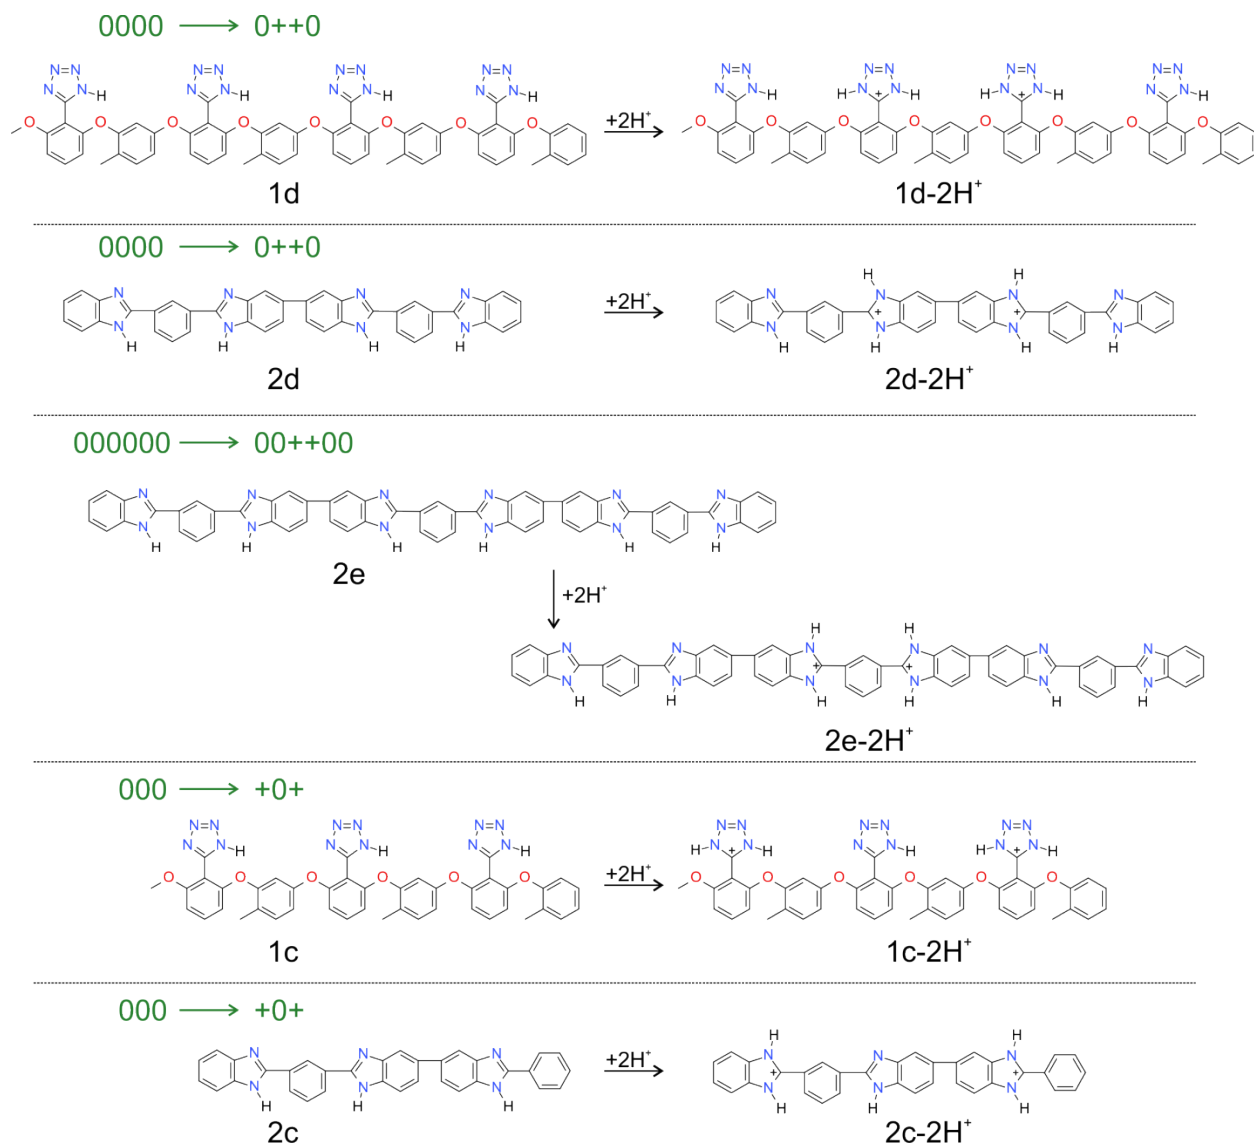 0000 ⟶ 0++0
N=N N=N N=N N=N N=N N=N N=N N=N
N N-H N N-H N N-H N N-H N N-H H-N N-H H-N N-H N N-H
+
+
O O O O O O O O +2H⁺ O O O O O O O O
1d 1d-2H⁺
0000 ⟶ 0++0
H H
N N N N +2H⁺ N N N N
+ +
N N N N N N N N
H H H H H H H H
2d 2d-2H⁺
000000 ⟶ 00++00
N N N N N N
N N N N N N
H H H H H H
2e
+2H⁺
H H
N N N N N N
+ +
N N N N N N
H H H H H H
2e-2H⁺
000 ⟶ +0+
N=N N=N N=N N=N N=N N=N
N N-H N N-H N N-H H-N N-H N N-H H-N N-H
+ +
O O O O O O +2H⁺ O O O O O O
1c 1c-2H⁺
000 ⟶ +0+
H H
N N N +2H⁺ N N N
+ +
N N N N N N
H H H H H H
2c 2c-2H⁺